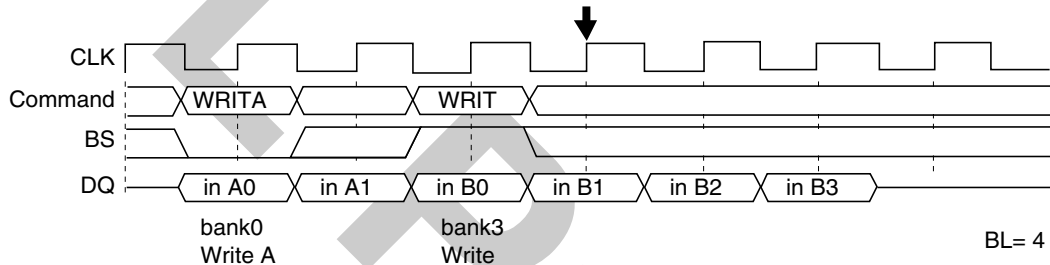 CLK
Command WRITA WRIT
BS
DQ in A0 in A1 in B0 in B1 in B2 in B3
bank0 bank3
Write A Write BL= 4